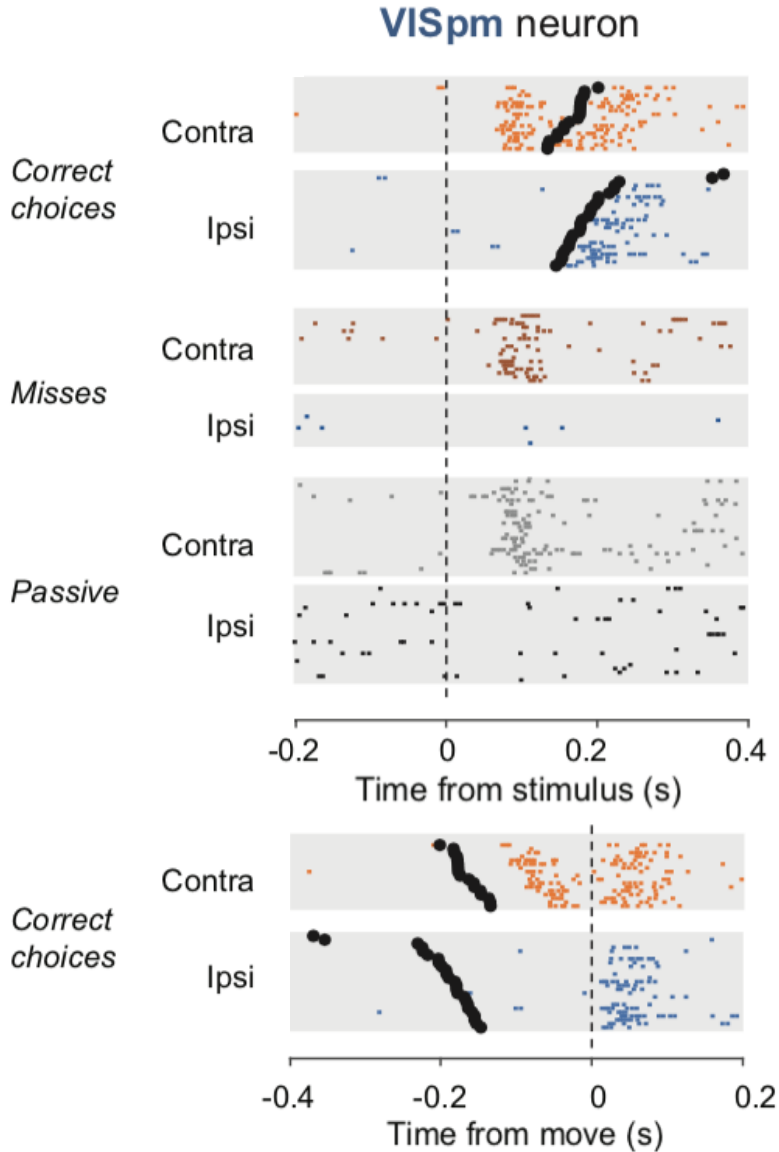 VISpm neuron
Correct
choices
Contra
Ipsi
Misses
Contra
Ipsi
Passive
Contra
Ipsi
-0.2 0 0.2 0.4
Time from stimulus (s)
Correct
choices
Contra
Ipsi
-0.4 -0.2 0 0.2
Time from move (s)